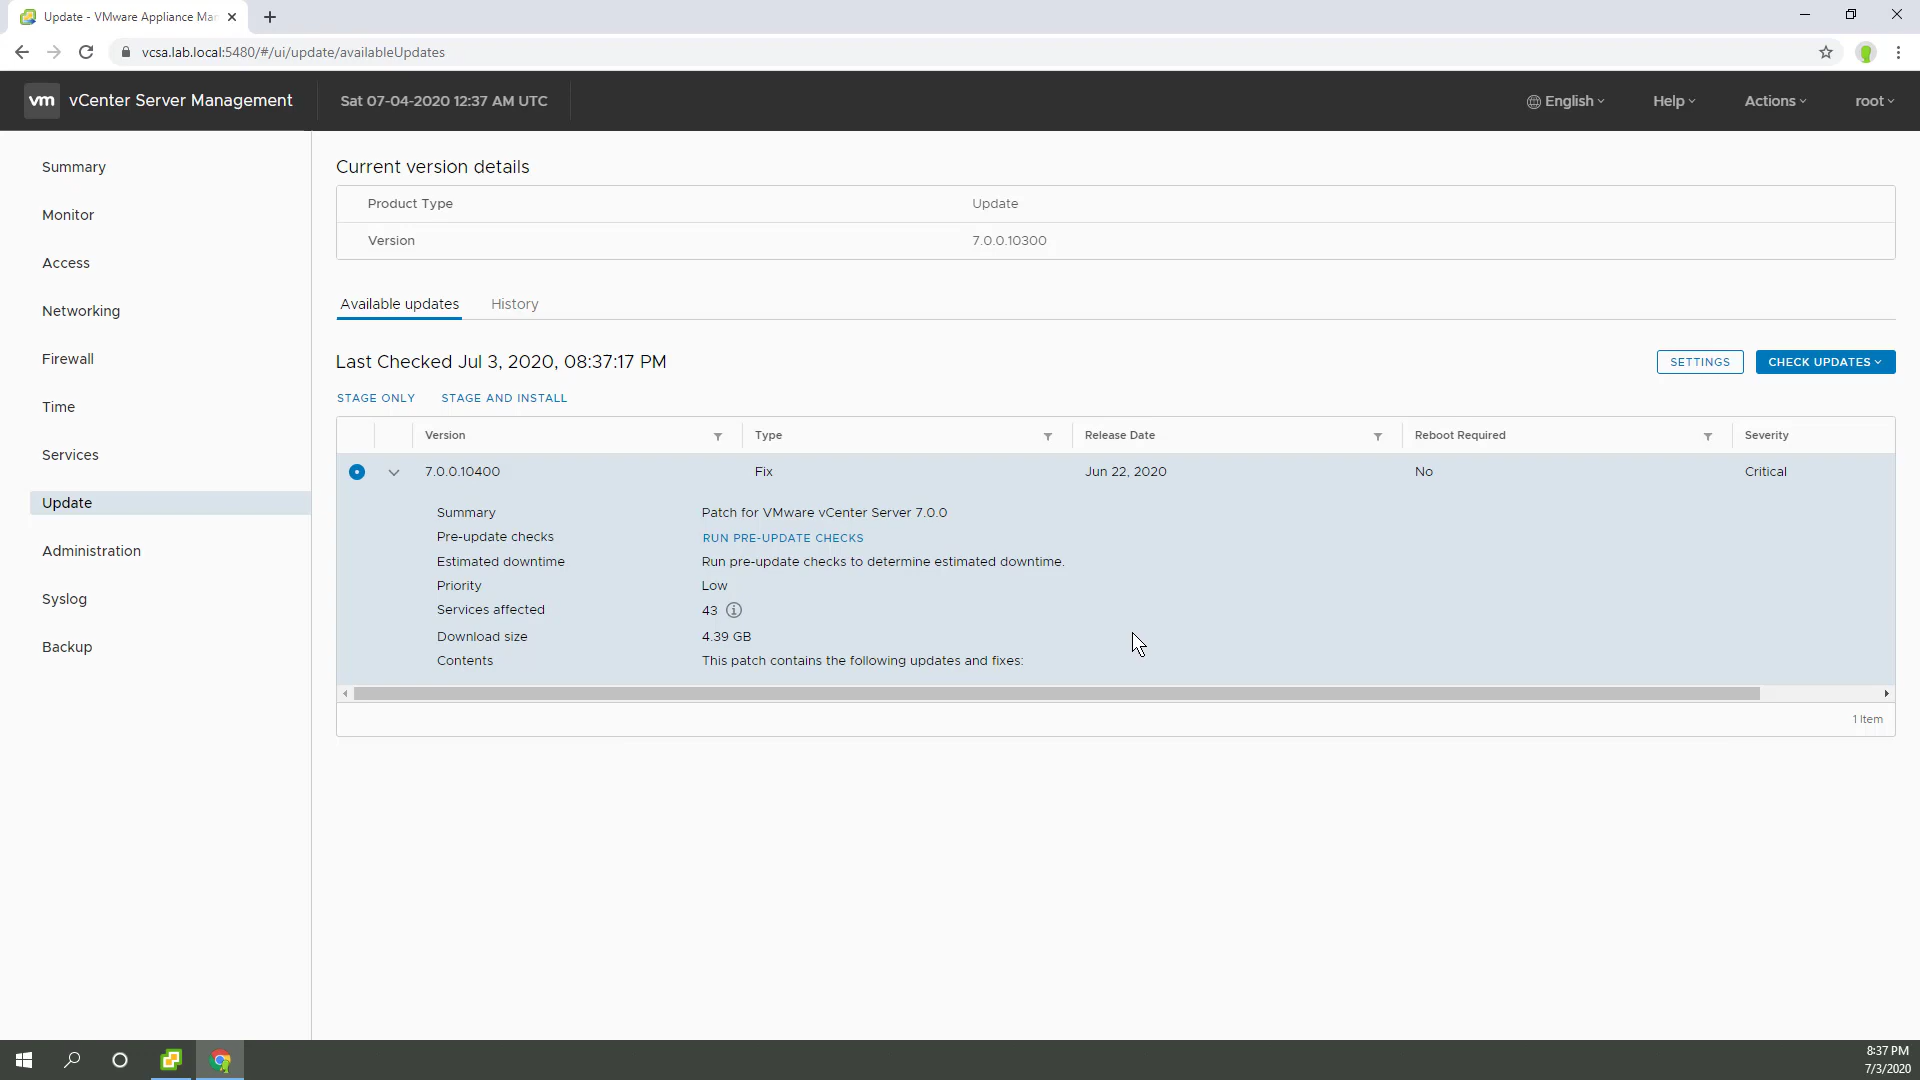 Update - VMware Appliance Mar
vcsa.lab.local:5480/#/ui/update/availableUpdates
vm vCenter Server Management Sat 07-04-2020 12:37 AM UTC English Help Actions root
Summary
Monitor
Access
Networking
Firewall
Time
Services
Update
Administration
Syslog
Backup
Current version details
Product Type Update
Version 7.0.0.10300
Available updates History
Last Checked Jul 3, 2020, 08:37:17 PM SETTINGS CHECK UPDATES
STAGE ONLY STAGE AND INSTALL
Version Type Release Date Reboot Required Severity
7.0.0.10400 Fix Jun 22, 2020 No Critical
Summary Patch for VMware vCenter Server 7.0.0
Pre-update checks RUN PRE-UPDATE CHECKS
Estimated downtime Run pre-update checks to determine estimated downtime.
Priority Low
Services affected 43
Download size 4.39 GB
Contents This patch contains the following updates and fixes:
1 Item
8:37 PM
7/3/2020